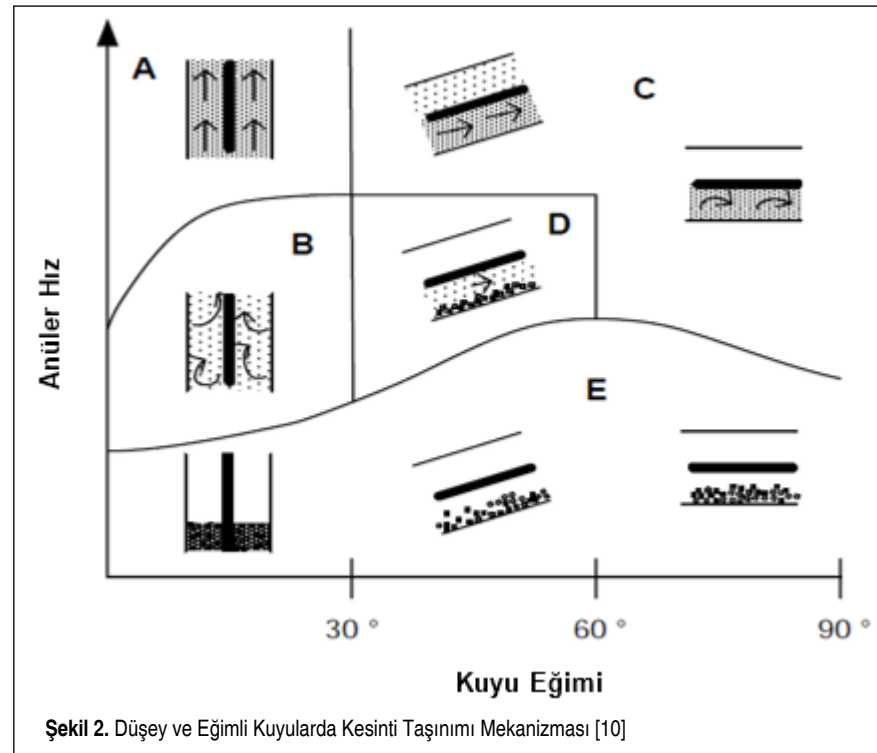 A
C
B
D
E
Anüler Hız
30 °
60 °
90 °
Kuyu Eğimi
Şekil 2. Düşey ve Eğimli Kuyularda Kesinti Taşınımı Mekanizması [10]